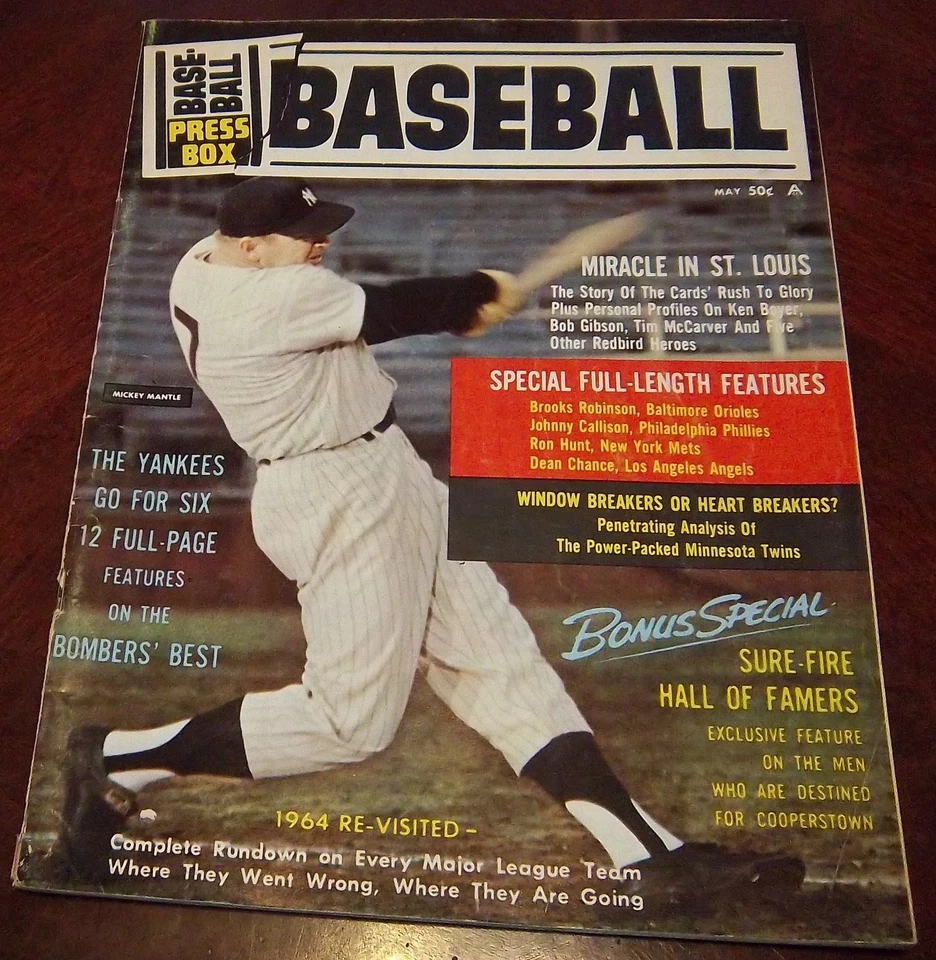 BASE-
BALL
PRESS
BOX
BASEBALL
MAY 50¢ A
NY
7
MICKEY MANTLE
MIRACLE IN ST. LOUIS
The Story Of The Cards' Rush To Glory
Plus Personal Profiles On Ken Boyer,
Bob Gibson, Tim McCarver And Five
Other Redbird Heroes
SPECIAL FULL-LENGTH FEATURES
Brooks Robinson, Baltimore Orioles
Johnny Callison, Philadelphia Phillies
Ron Hunt, New York Mets
Dean Chance, Los Angeles Angels
WINDOW BREAKERS OR HEART BREAKERS?
Penetrating Analysis Of
The Power-Packed Minnesota Twins
THE YANKEES
GO FOR SIX
12 FULL-PAGE
FEATURES
ON THE
BOMBERS' BEST
BONUS SPECIAL
SURE-FIRE
HALL OF FAMERS
EXCLUSIVE FEATURE
ON THE MEN
WHO ARE DESTINED
FOR COOPERSTOWN
1964 RE-VISITED –
Complete Rundown on Every Major League Team
Where They Went Wrong, Where They Are Going